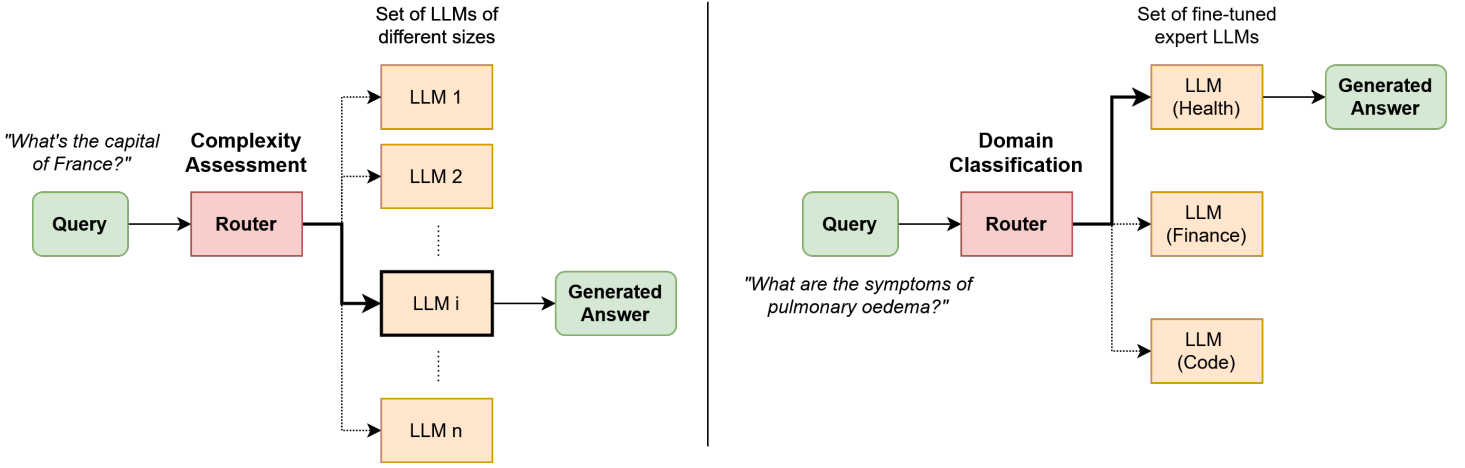 Set of LLMs of
different sizes
LLM 1
"What's the capital
of France?"
Complexity
Assessment
LLM 2
Query
Router
LLM i
Generated
Answer
LLM n
Set of fine-tuned
expert LLMs
LLM
(Health)
Generated
Answer
Domain
Classification
Query
Router
LLM
(Finance)
"What are the symptoms of
pulmonary oedema?"
LLM
(Code)